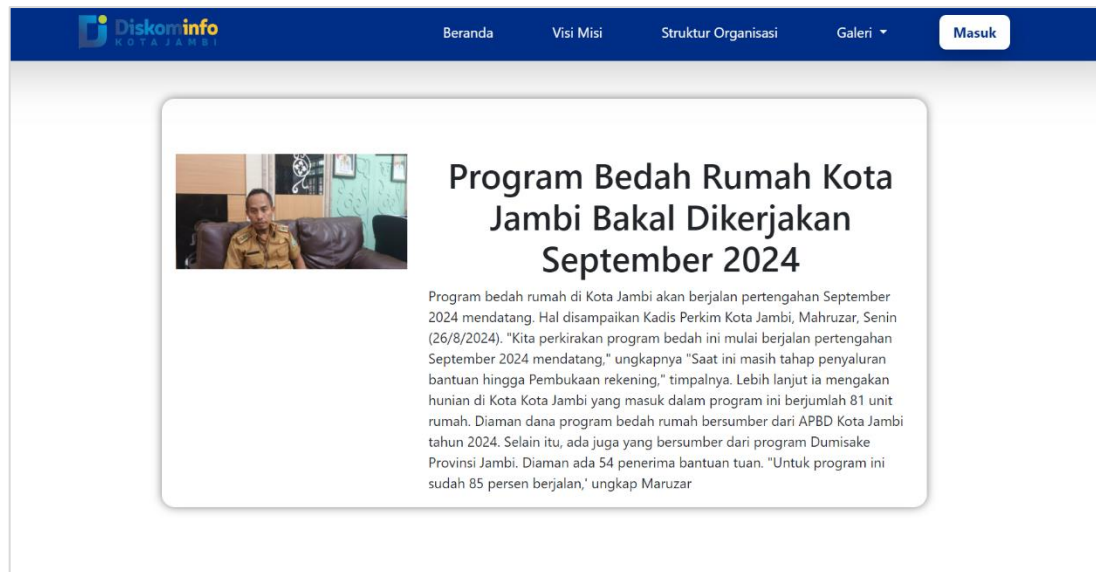 Diskominfo
KOTA JAMBI
Beranda
Visi Misi
Struktur Organisasi
Galeri
Masuk
Program Bedah Rumah Kota
Jambi Bakal Dikerjakan
September 2024
Program bedah rumah di Kota Jambi akan berjalan pertengahan September
2024 mendatang. Hal disampaikan Kadis Perkim Kota Jambi, Mahruzar, Senin
(26/8/2024). "Kita perkirakan program bedah ini mulai berjalan pertengahan
September 2024 mendatang," ungkapnya "Saat ini masih tahap penyaluran
bantuan hingga Pembukaan rekening," timpalnya. Lebih lanjut ia mengakan
hunian di Kota Kota Jambi yang masuk dalam program ini berjumlah 81 unit
rumah. Diaman dana program bedah rumah bersumber dari APBD Kota Jambi
tahun 2024. Selain itu, ada juga yang bersumber dari program Dumisake
Provinsi Jambi. Diaman ada 54 penerima bantuan tuan. "Untuk program ini
sudah 85 persen berjalan,' ungkap Maruzar